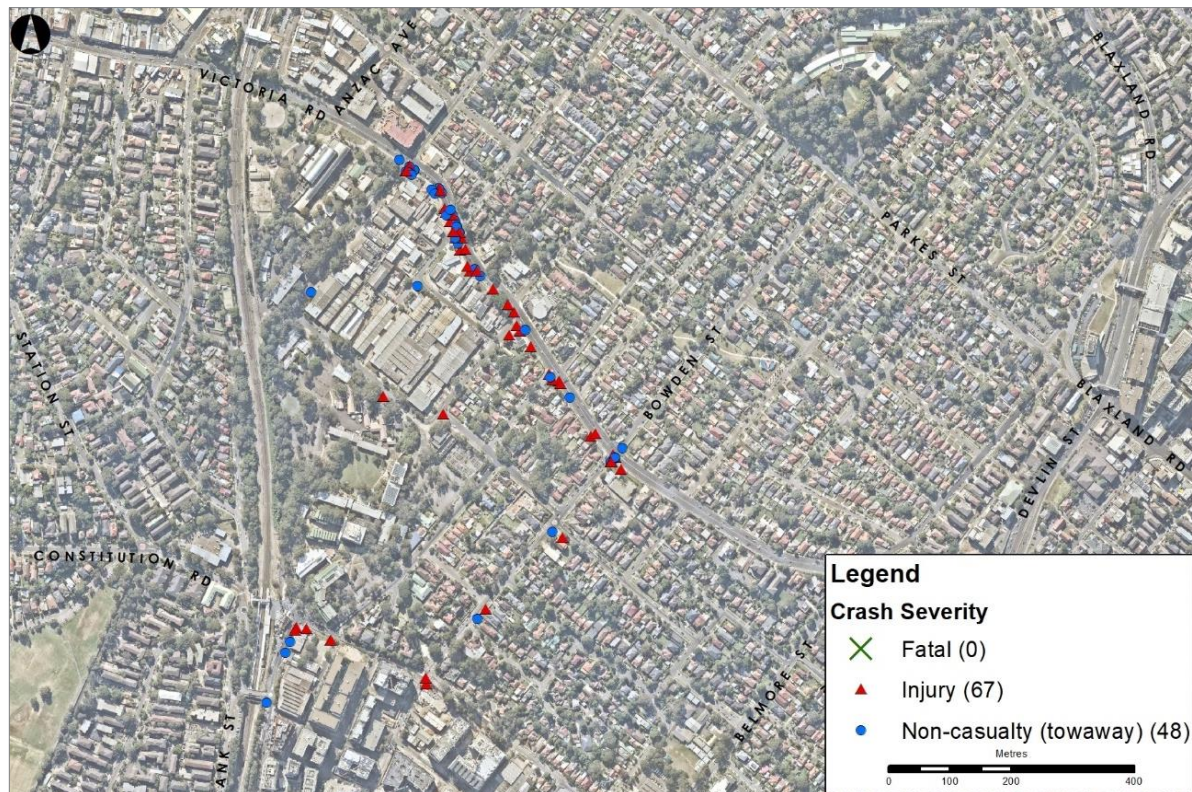 VICTORIA RD
ANZAC AVE
BLAXLAND RD
PARKES ST
STATION ST
BOWDEN ST
BLAXLAND RD
DEVLIN ST
CONSTITUTION RD
BELMORE ST
ANK ST
Legend
Crash Severity
Fatal (0)
Injury (67)
Non-casualty (towaway) (48)
Metres
0 100 200 400